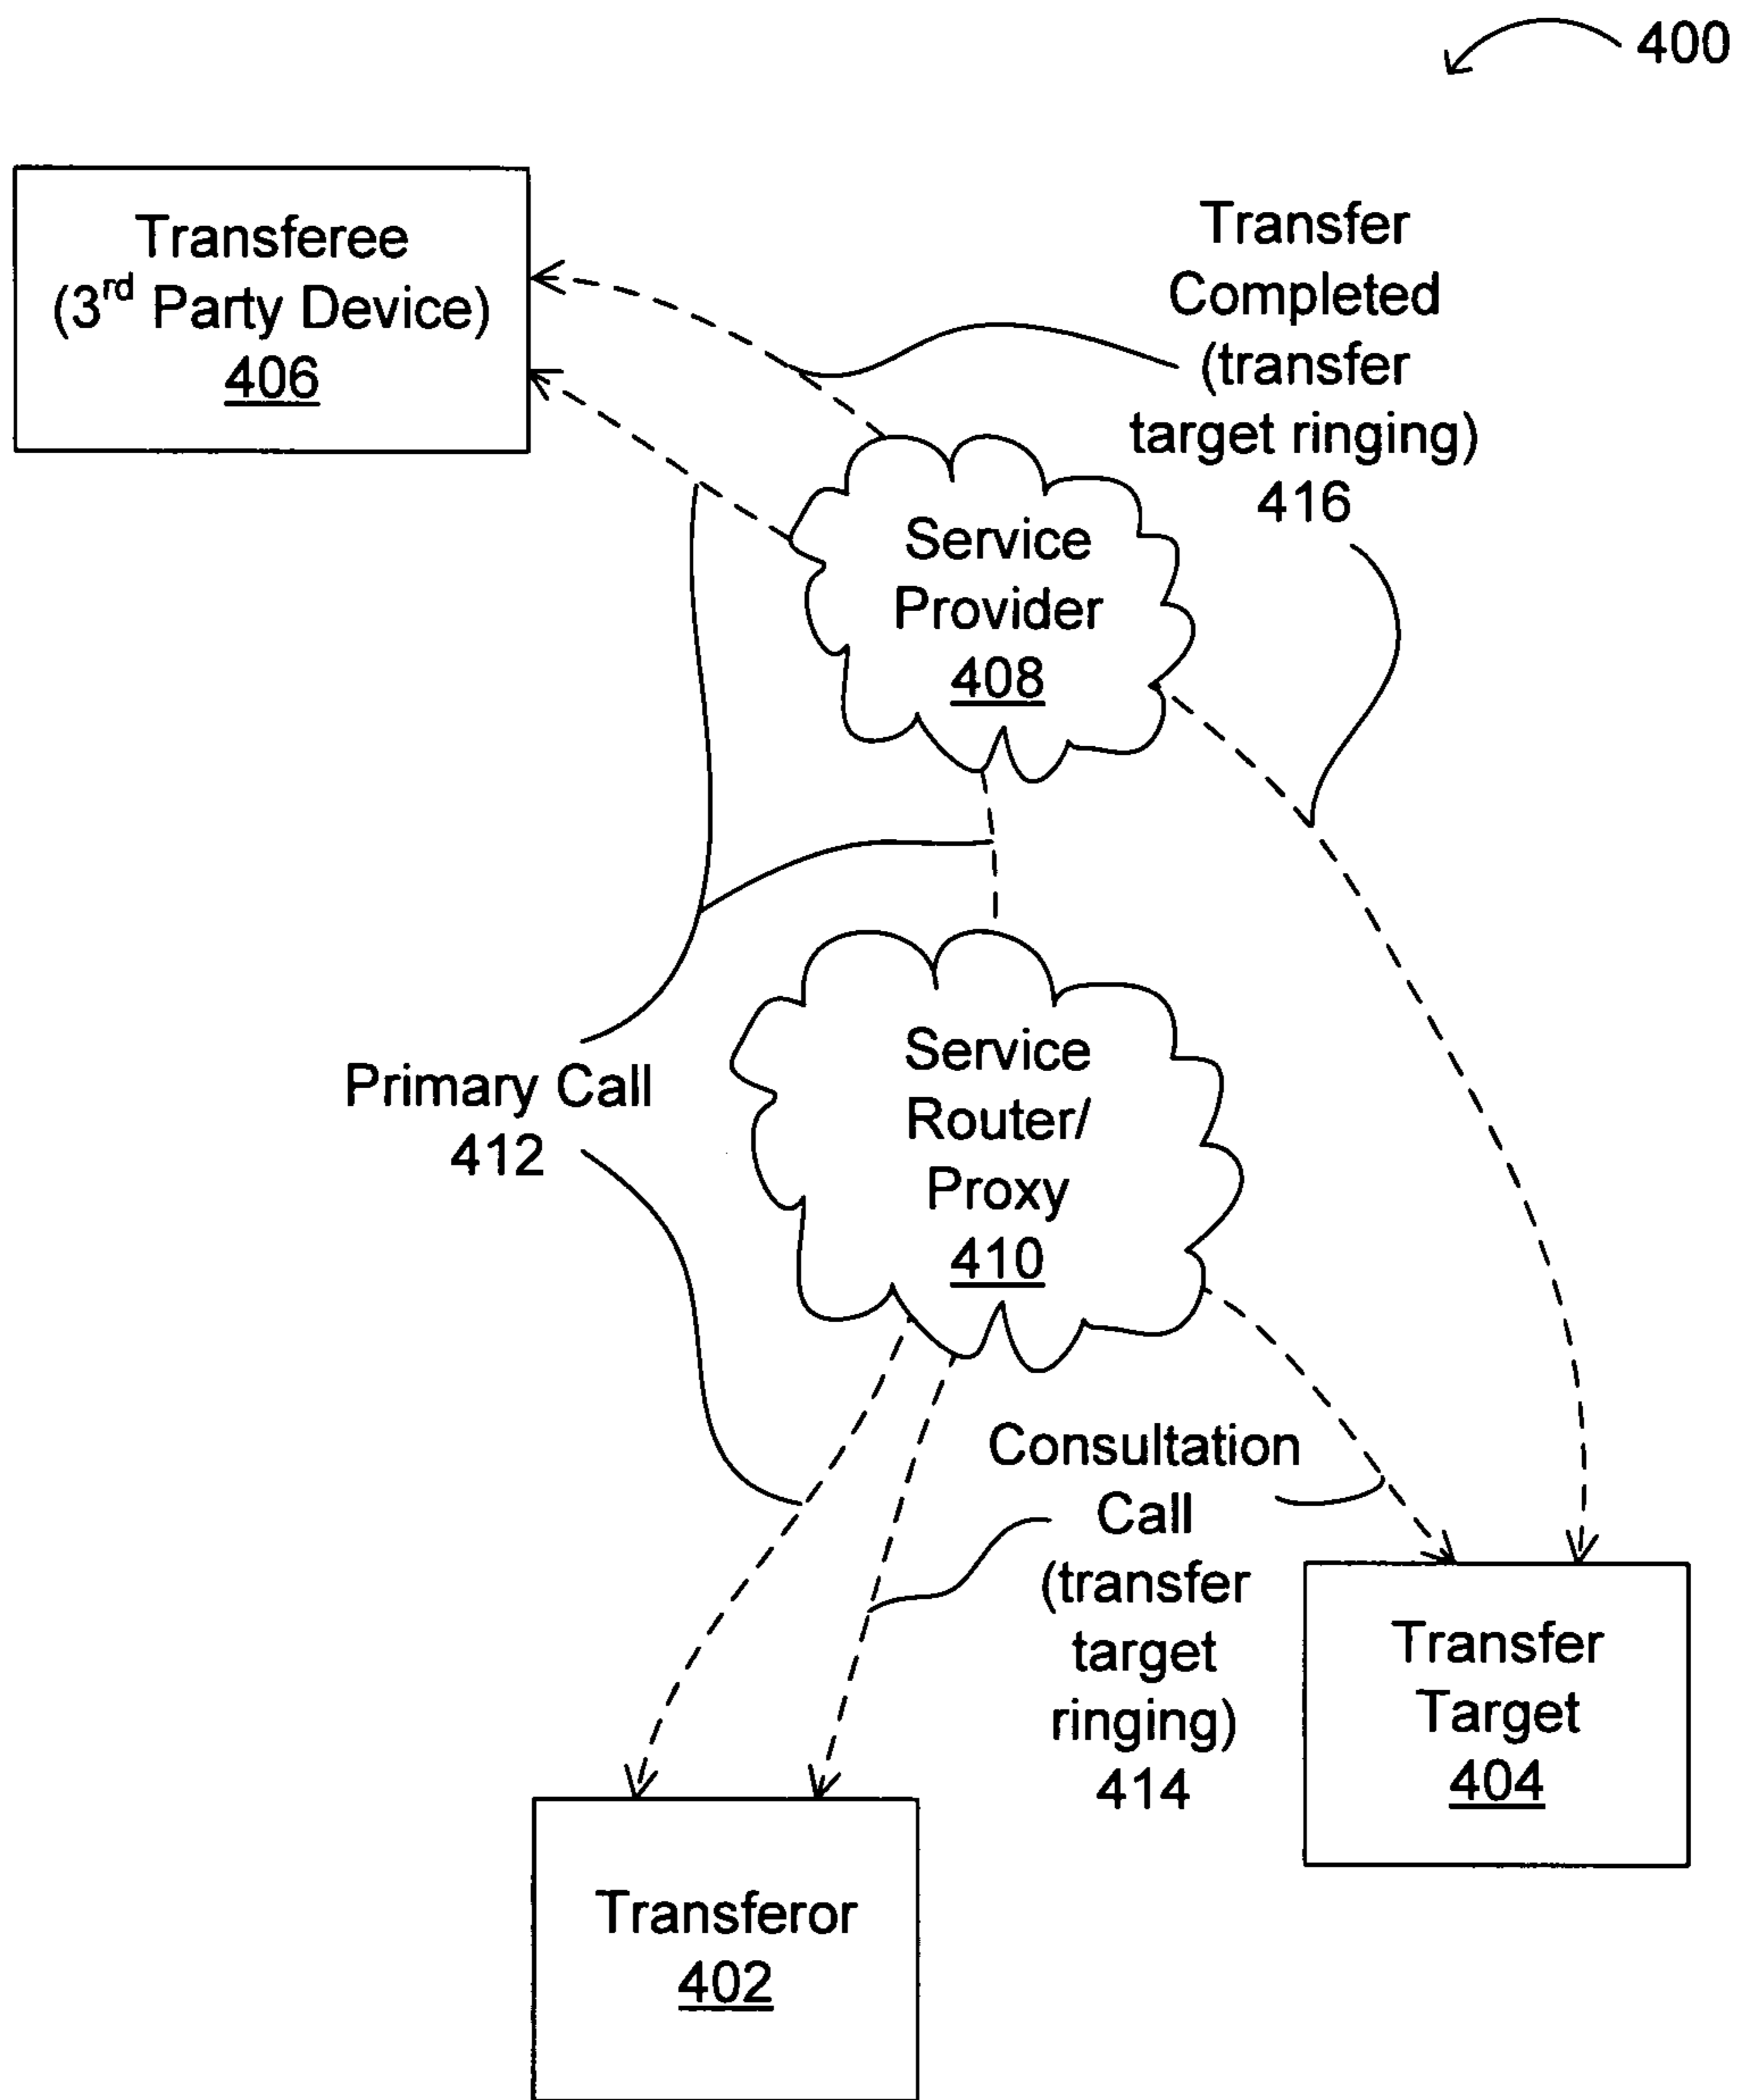 400
Transferee
(3rd Party Device)
406
Transfer
Completed
(transfer
target ringing)
416
Service
Provider
408
Primary Call
412
Service
Router/
Proxy
410
Consultation
Call
(transfer
target
ringing)
414
Transfer
Target
404
Transferor
402